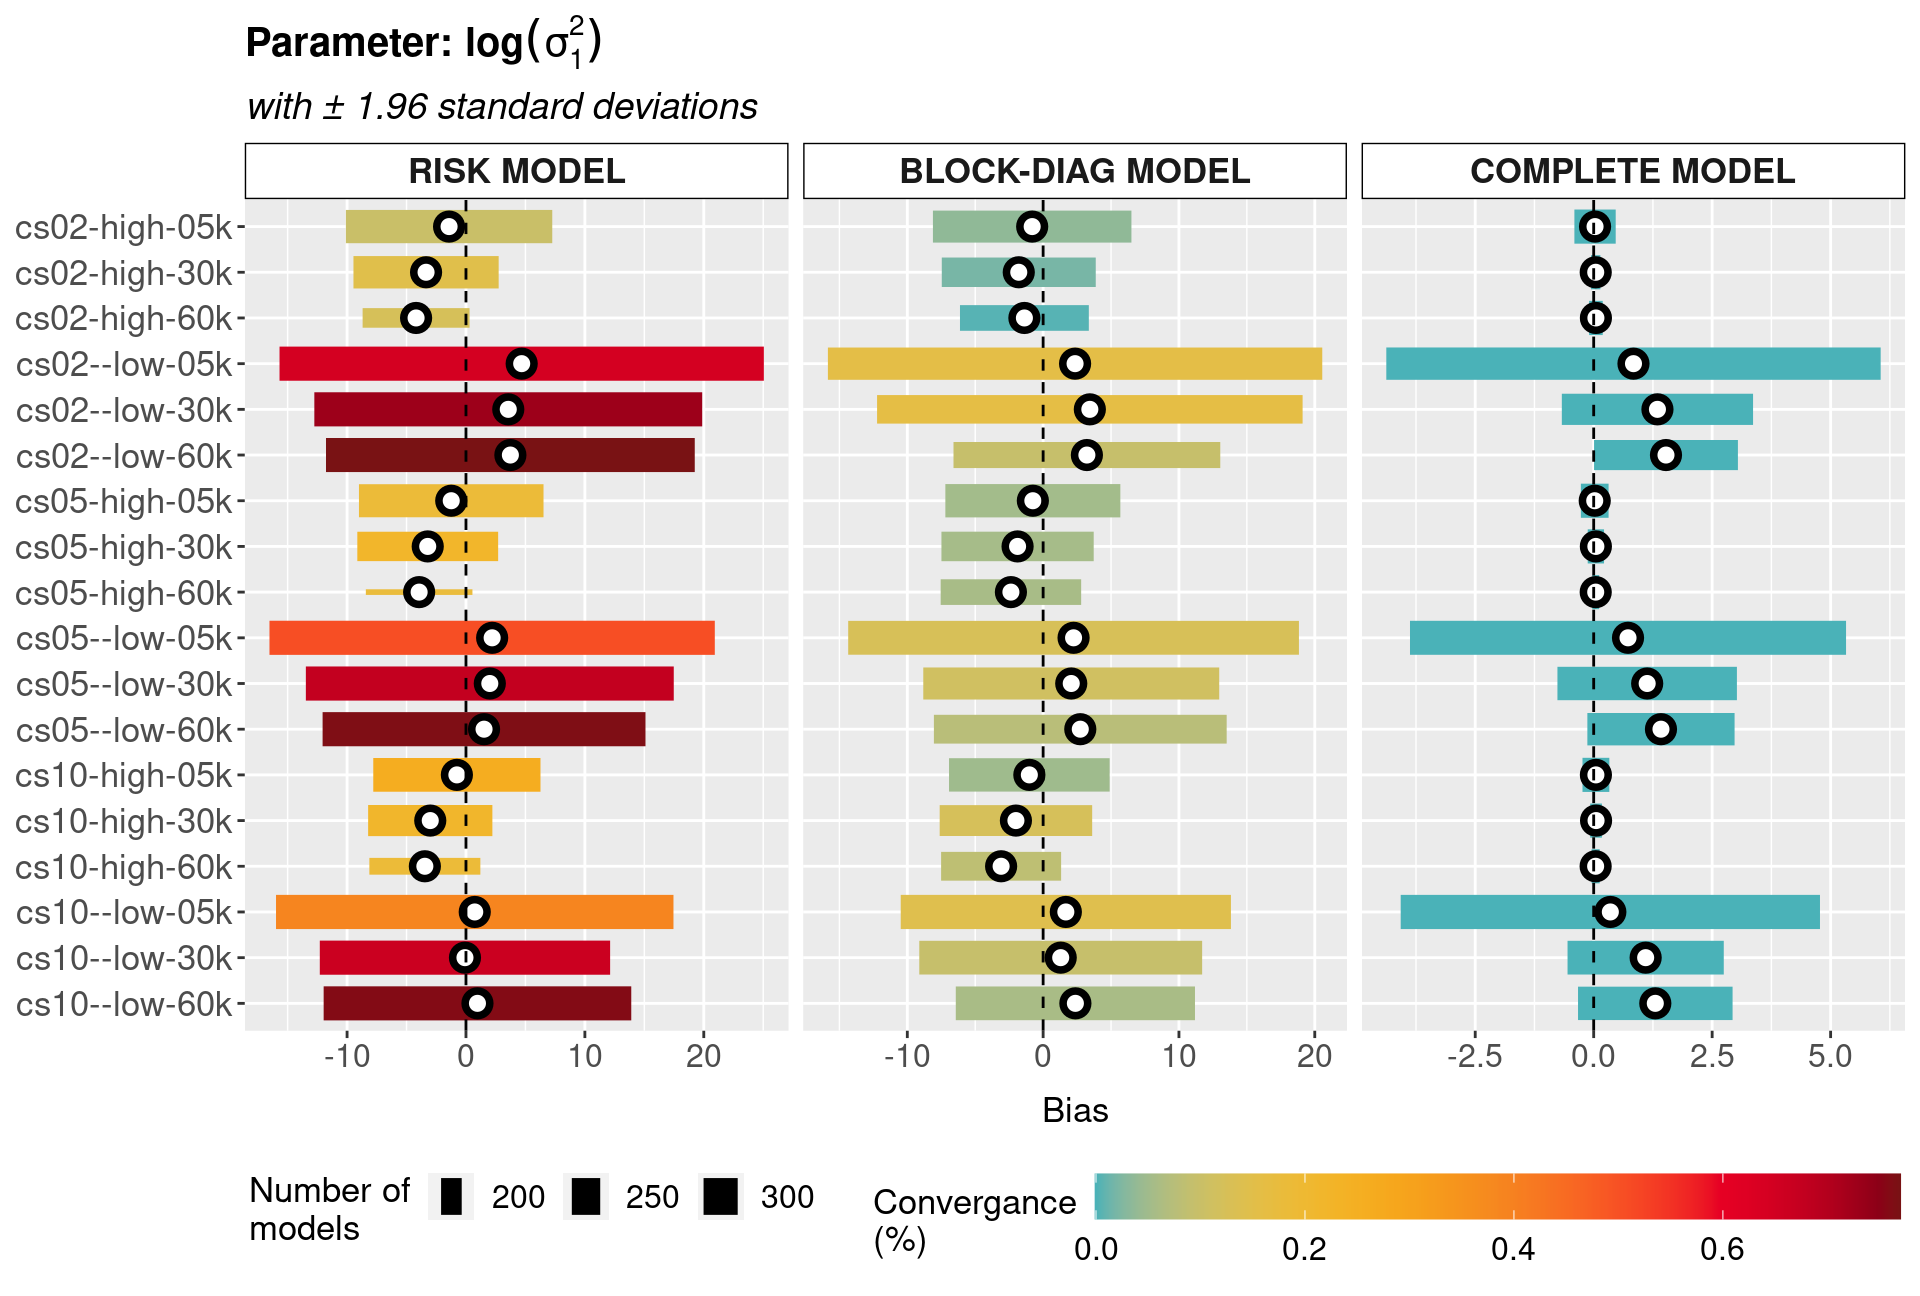 Parameter: log(σ₁²)
with ± 1.96 standard deviations
RISK MODEL
BLOCK-DIAG MODEL
COMPLETE MODEL
cs02-high-05k
cs02-high-30k
cs02-high-60k
cs02--low-05k
cs02--low-30k
cs02--low-60k
cs05-high-05k
cs05-high-30k
cs05-high-60k
cs05--low-05k
cs05--low-30k
cs05--low-60k
cs10-high-05k
cs10-high-30k
cs10-high-60k
cs10--low-05k
cs10--low-30k
cs10--low-60k
-10 0 10 20
-10 0 10 20
-2.5 0.0 2.5 5.0
Bias
Number of
models
200 250 300
Convergance
(%)
0.0 0.2 0.4 0.6